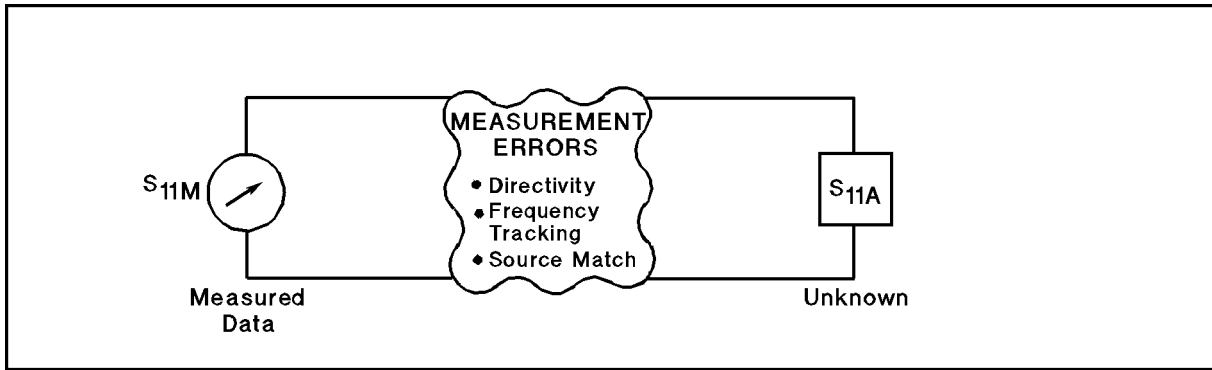 MEASUREMENT
ERRORS
• Directivity
• Frequency
Tracking
• Source Match
S11M
S11A
Measured
Data
Unknown